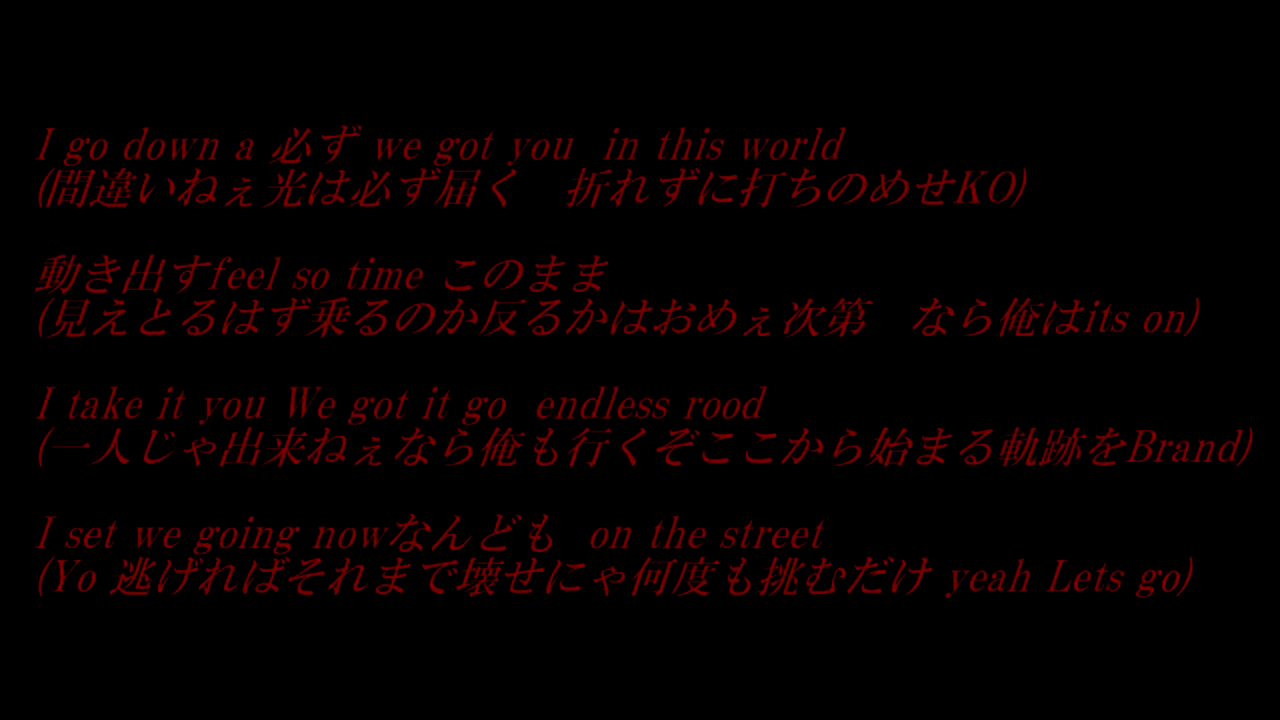 I go down a 必ず we got you  in this world
(間違いねぇ光は必ず届く　折れずに打ちのめせKO)
動き出すfeel so time このまま
(見えとるはず乗るのか反るかはおめぇ次第　なら俺はits on)
I take it you We got it go  endless rood
(一人じゃ出来ねぇなら俺も行くぞここから始まる軌跡をBrand)
I set we going nowなんども  on the street
(Yo 逃げればそれまで壊せにゃ何度も挑むだけ yeah Lets go)